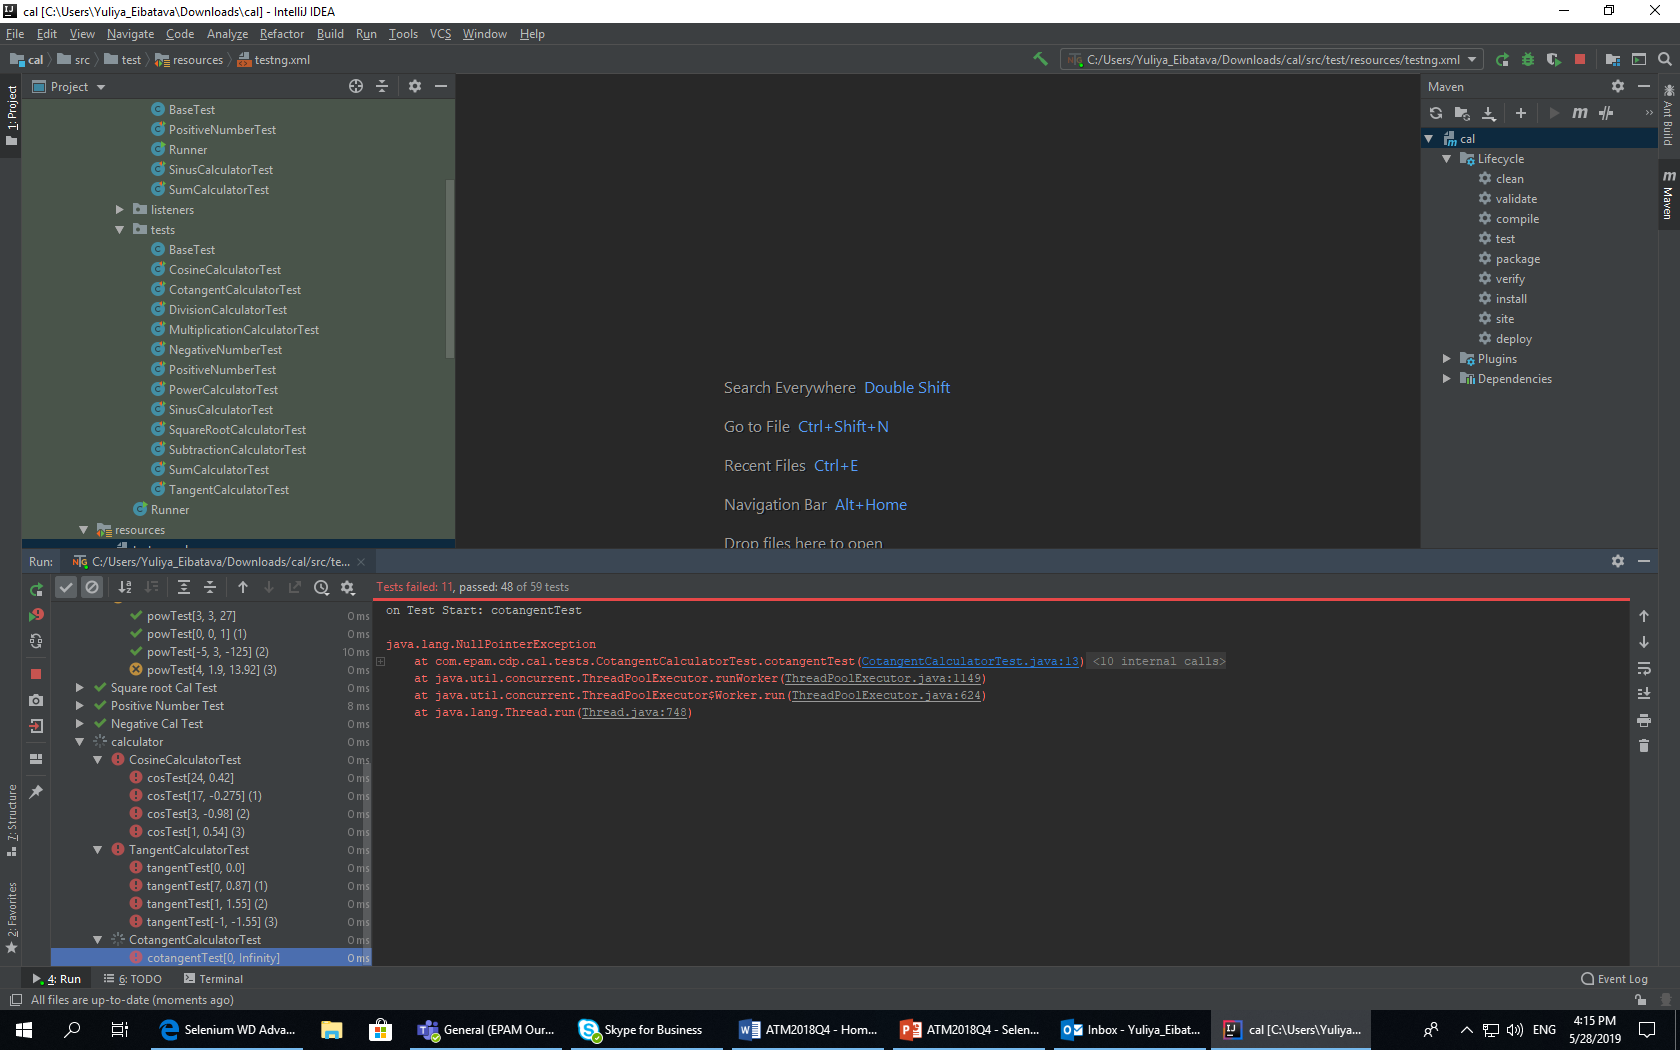 cal [C:\Users\Yuliya_Eibatava\Downloads\cal] - IntelliJ IDEA
File Edit View Navigate Code Analyze Refactor Build Run Tools VCS Window Help
cal src test resources testng.xml
C:/Users/Yuliya_Eibatava/Downloads/cal/src/test/resources/testng.xml
1: Project
Project
BaseTest
PositiveNumberTest
Runner
SinusCalculatorTest
SumCalculatorTest
listeners
tests
BaseTest
CosineCalculatorTest
CotangentCalculatorTest
DivisionCalculatorTest
MultiplicationCalculatorTest
NegativeNumberTest
PositiveNumberTest
PowerCalculatorTest
SinusCalculatorTest
SquareRootCalculatorTest
SubtractionCalculatorTest
SumCalculatorTest
TangentCalculatorTest
Runner
resources
Search Everywhere Double Shift
Go to File Ctrl+Shift+N
Recent Files Ctrl+E
Navigation Bar Alt+Home
Drop files here to open
Maven
cal
Lifecycle
clean
validate
compile
test
package
verify
install
site
deploy
Plugins
Dependencies
Ant Build
Maven
Run: C:/Users/Yuliya_Eibatava/Downloads/cal/src/te...
Tests failed: 11, passed: 48 of 59 tests
powTest[3, 3, 27] 0 ms
powTest[0, 0, 1] (1) 0 ms
powTest[-5, 3, -125] (2) 10 ms
powTest[4, 1.9, 13.92] (3) 0 ms
Square root Cal Test 0 ms
Positive Number Test 8 ms
Negative Cal Test 0 ms
calculator 0 ms
CosineCalculatorTest 0 ms
cosTest[24, 0.42] 0 ms
cosTest[17, -0.275] (1) 0 ms
cosTest[3, -0.98] (2) 0 ms
cosTest[1, 0.54] (3) 0 ms
TangentCalculatorTest 0 ms
tangentTest[0, 0.0] 0 ms
tangentTest[7, 0.87] (1) 0 ms
tangentTest[1, 1.55] (2) 0 ms
tangentTest[-1, -1.55] (3) 0 ms
CotangentCalculatorTest 0 ms
cotangentTest[0, Infinity] 0 ms
on Test Start: cotangentTest
java.lang.NullPointerException
at com.epam.cdp.cal.tests.CotangentCalculatorTest.cotangentTest(CotangentCalculatorTest.java:13) <10 internal calls>
at java.util.concurrent.ThreadPoolExecutor.runWorker(ThreadPoolExecutor.java:1149)
at java.util.concurrent.ThreadPoolExecutor$Worker.run(ThreadPoolExecutor.java:624)
at java.lang.Thread.run(Thread.java:748)
7: Structure
2: Favorites
4: Run 6: TODO Terminal Event Log
All files are up-to-date (moments ago)
Selenium WD Adva... General (EPAM Our... Skype for Business ATM2018Q4 - Hom... ATM2018Q4 - Selen... Inbox - Yuliya_Eibat... cal [C:\Users\Yuliya... ENG 4:15 PM
5/28/2019